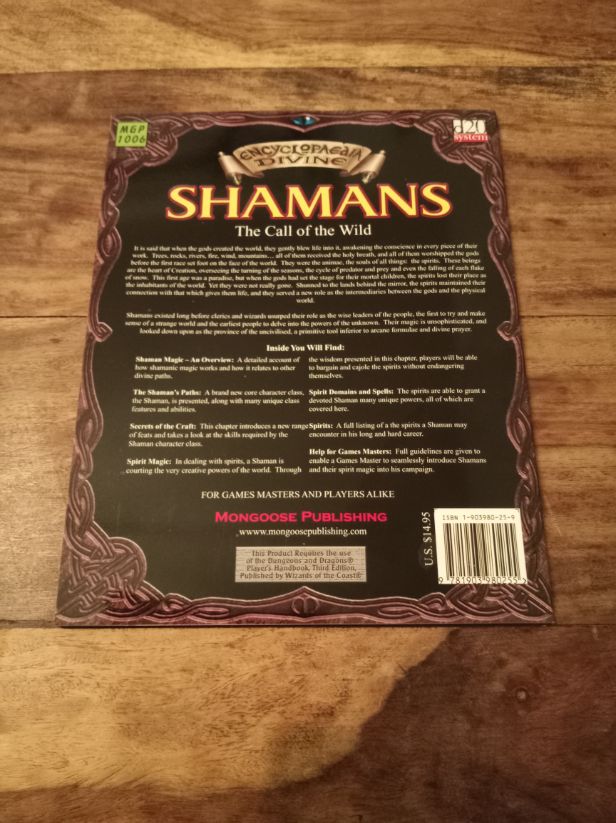 MGP
1006
d20
system
ENCYCLOPAEDIA
DIVINE
SHAMANS
The Call of the Wild
It is said that when the gods created the world, they gently blew life into it, awakening the conscience in every piece of their
work. Trees, rocks, rivers, fire, wind, mountains... all of them received the holy breath, and all of them worshipped the gods
before the first race set foot on the face of the world. They were the animae, the souls of all things: the spirits. These beings
are the heart of Creation, overseeing the turning of the seasons, the cycle of predator and prey and even the falling of each flake
of snow. This first age was a paradise, but when the gods had set the stage for their mortal children, the spirits lost their place as
the inhabitants of the world. Yet they were not really gone. Shunned to the lands behind the mirror, the spirits maintained their
connection with that which gives them life, and they served a new role as the intermediaries between the gods and the physical
world.
Shamans existed long before clerics and wizards usurped their role as the wise leaders of people, the first to try and make
sense of a strange world and the earliest people to delve into the powers of the unknown. Their magic is unsophisticated, and
looked down upon as the province of the uncivilised, a primitive tool inferior to arcane formulae and divine prayer.
Inside You Will Find:
Shaman Magic – An Overview: A detailed account of
how shamanic magic works and how it relates to other
divine paths.
The Shaman's Paths: A brand new core character class,
the Shaman, is presented, along with many unique class
features and abilities.
Secrets of the Craft: This chapter introduces a new range
of feats and takes a look at the skills required by the
Shaman character class.
Spirit Magic: In dealing with spirits, a Shaman is
courting the very creative powers of the world. Through
the wisdom presented in this chapter, players will be able
to bargain and cajole the spirits without endangering
themselves.
Spirit Domains and Spells: The spirits are able to grant a
devoted Shaman many unique powers, all of which are
covered here.
Spirits: A full listing of a the spirits a Shaman may
encounter in his long and hard career.
Help for Games Masters: Full guidelines are given to
enable a Games Master to seamlessly introduce Shamans
and their spirit magic into his campaign.
FOR GAMES MASTERS AND PLAYERS ALIKE
MONGOOSE PUBLISHING
www.mongoosepublishing.com
This Product Requires the use
of the Dungeons and Dragons®
Player's Handbook, Third Edition,
Published by Wizards of the Coast®
U.S. $14.95
ISBN 1-903980-25-9
9 781903 980255